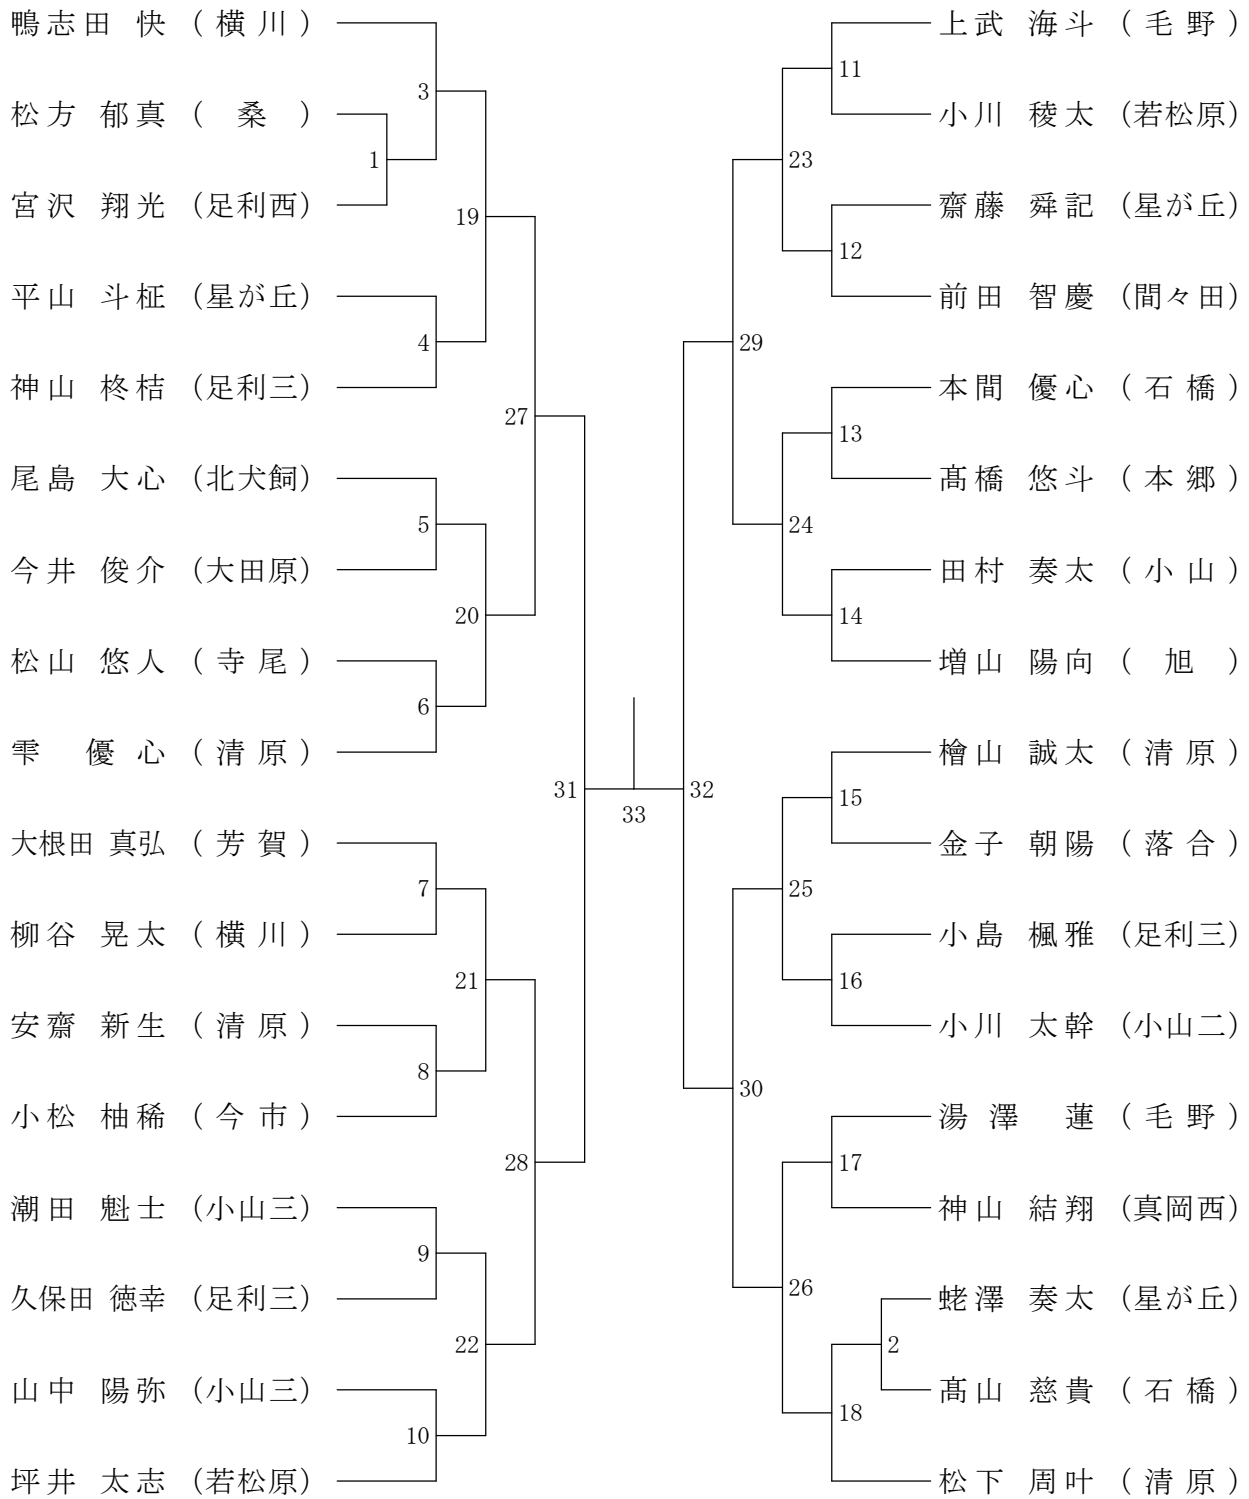 鴨志田 快 (横川)
3
松方 郁真 (桑)
1
宮沢 翔光 (足利西)
19
平山 斗柾 (星が丘)
4
神山 柊桔 (足利三)
27
尾島 大心 (北犬飼)
5
今井 俊介 (大田原)
20
松山 悠人 (寺尾)
6
雫 優心 (清原)
31
大根田 真弘 (芳賀)
7
柳谷 晃太 (横川)
21
安齋 新生 (清原)
8
小松 柚稀 (今市)
28
潮田 魁士 (小山三)
9
久保田 徳幸 (足利三)
22
山中 陽弥 (小山三)
10
坪井 太志 (若松原)
33
上武 海斗 (毛野)
11
小川 稜太 (若松原)
23
齋藤 舜記 (星が丘)
12
前田 智慶 (間々田)
29
本間 優心 (石橋)
13
髙橋 悠斗 (本郷)
24
田村 奏太 (小山)
14
増山 陽向 (旭)
32
檜山 誠太 (清原)
15
金子 朝陽 (落合)
25
小島 楓雅 (足利三)
16
小川 太幹 (小山二)
30
湯澤 蓮 (毛野)
17
神山 結翔 (真岡西)
26
蛯澤 奏太 (星が丘)
2
髙山 慈貴 (石橋)
18
松下 周叶 (清原)